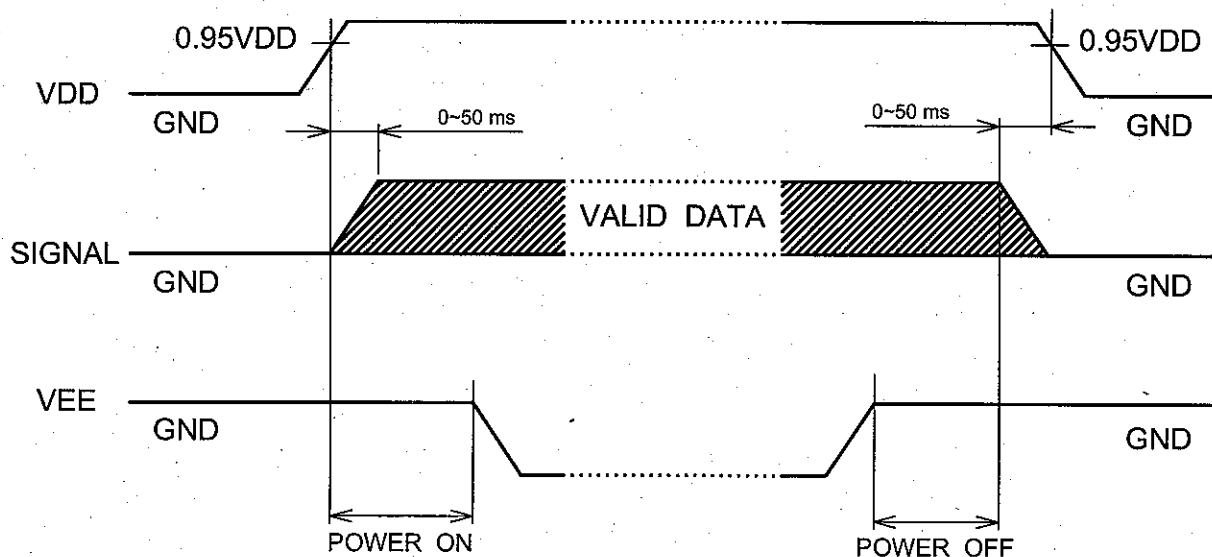 0.95VDD
0.95VDD
VDD
GND
0~50 ms
0~50 ms
GND
VALID DATA
SIGNAL
GND
GND
VEE
GND
GND
POWER ON
POWER OFF